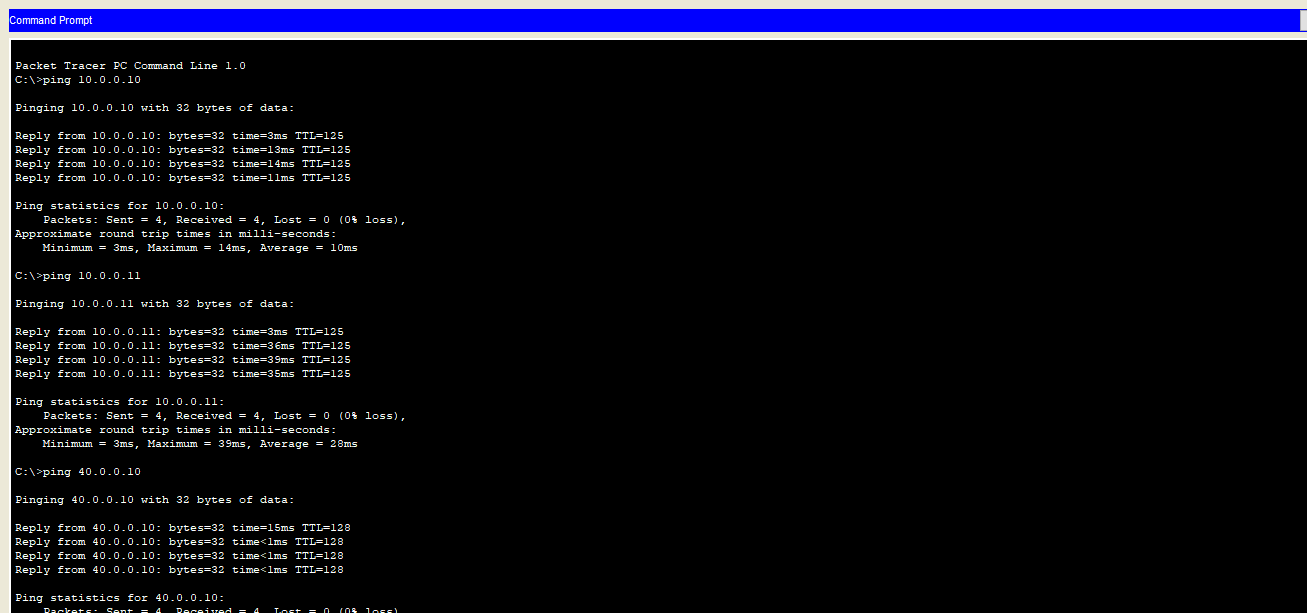 Command Prompt
Packet Tracer PC Command Line 1.0
C:\>ping 10.0.0.10
Pinging 10.0.0.10 with 32 bytes of data:
Reply from 10.0.0.10: bytes=32 time=3ms TTL=125
Reply from 10.0.0.10: bytes=32 time=13ms TTL=125
Reply from 10.0.0.10: bytes=32 time=14ms TTL=125
Reply from 10.0.0.10: bytes=32 time=11ms TTL=125
Ping statistics for 10.0.0.10:
Packets: Sent = 4, Received = 4, Lost = 0 (0% loss),
Approximate round trip times in milli-seconds:
Minimum = 3ms, Maximum = 14ms, Average = 10ms
C:\>ping 10.0.0.11
Pinging 10.0.0.11 with 32 bytes of data:
Reply from 10.0.0.11: bytes=32 time=3ms TTL=125
Reply from 10.0.0.11: bytes=32 time=36ms TTL=125
Reply from 10.0.0.11: bytes=32 time=39ms TTL=125
Reply from 10.0.0.11: bytes=32 time=35ms TTL=125
Ping statistics for 10.0.0.11:
Packets: Sent = 4, Received = 4, Lost = 0 (0% loss),
Approximate round trip times in milli-seconds:
Minimum = 3ms, Maximum = 39ms, Average = 28ms
C:\>ping 40.0.0.10
Pinging 40.0.0.10 with 32 bytes of data:
Reply from 40.0.0.10: bytes=32 time=15ms TTL=128
Reply from 40.0.0.10: bytes=32 time<1ms TTL=128
Reply from 40.0.0.10: bytes=32 time<1ms TTL=128
Reply from 40.0.0.10: bytes=32 time<1ms TTL=128
Ping statistics for 40.0.0.10:
Packets: Sent = 4, Received = 4, Lost = 0 (0% loss),